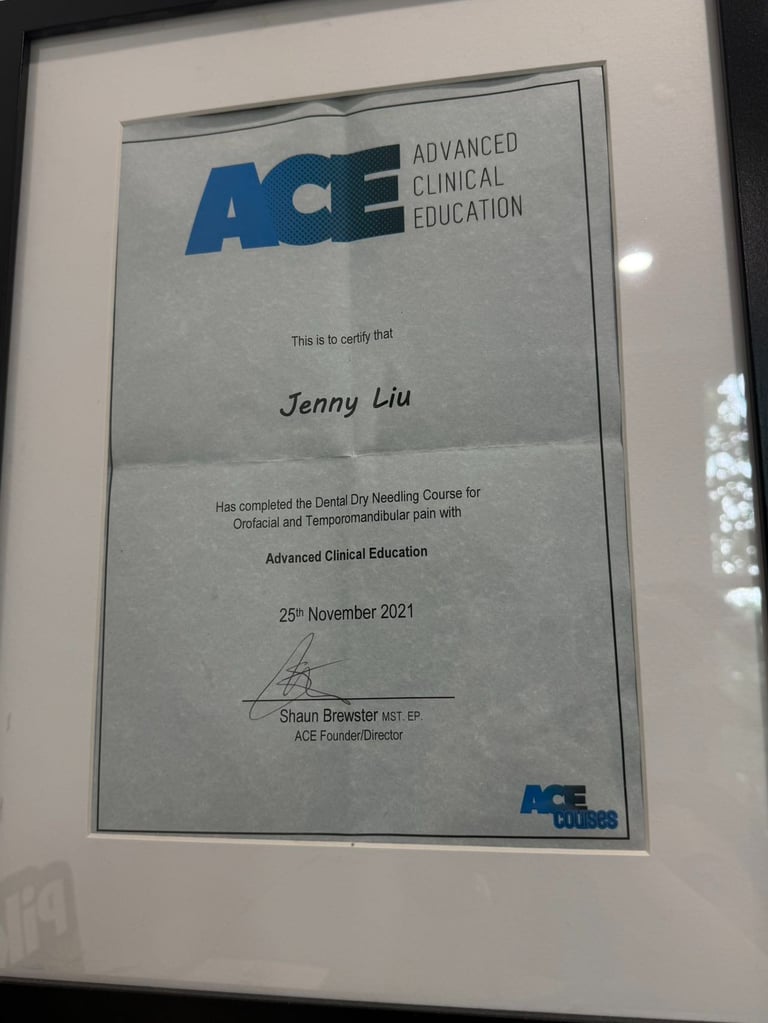 ACE ADVANCED
CLINICAL
EDUCATION
This is to certify that
Jenny Liu
Has completed the Dental Dry Needling Course for
Orofacial and Temporomandibular pain with
Advanced Clinical Education
25th November 2021
Shaun Brewster MST. EP.
ACE Founder/Director
ACE
courses